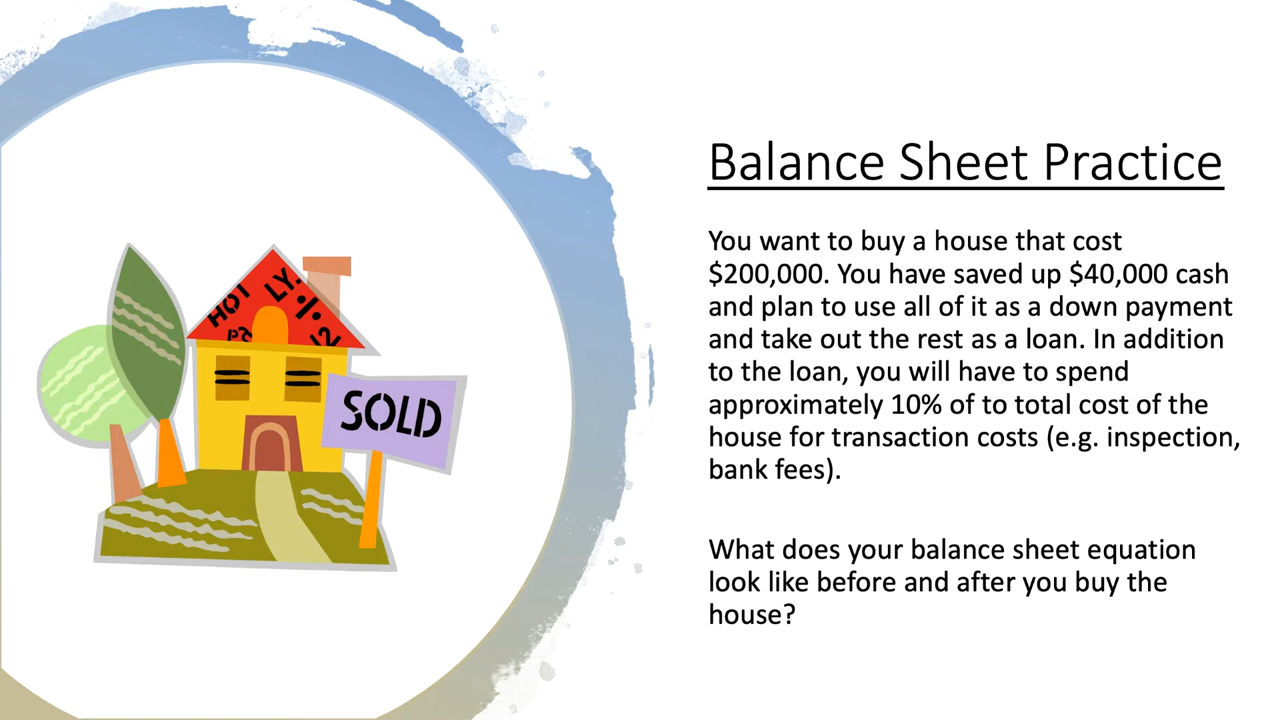 Balance Sheet Practice
You want to buy a house that cost
$200,000. You have saved up $40,000 cash
and plan to use all of it as a down payment
and take out the rest as a loan. In addition
to the loan, you will have to spend
approximately 10% of to total cost of the
house for transaction costs (e.g. inspection,
bank fees).
What does your balance sheet equation
look like before and after you buy the
house?
HOT
LY.
12
SOLD